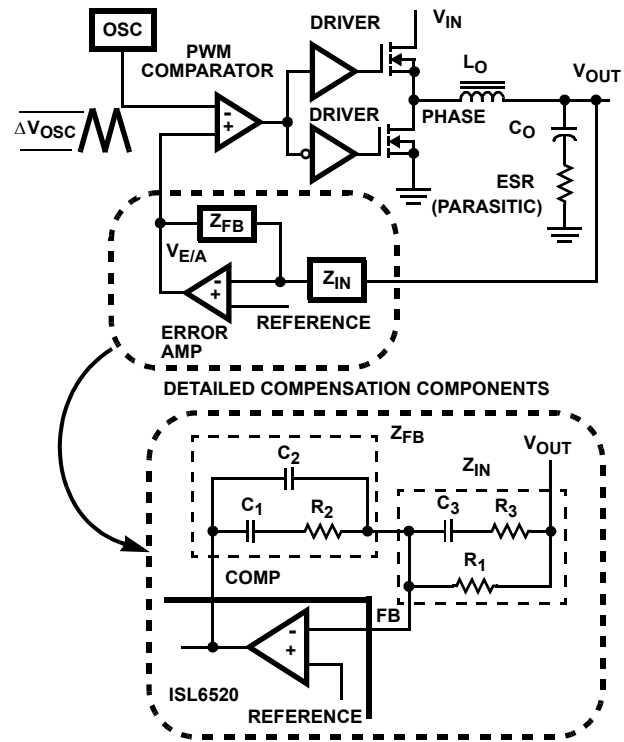 OSC
PWM
COMPARATOR
DRIVER
VIN
LO
VOUT
ΔVOSC
-
+
DRIVER
PHASE
CO
ESR
(PARASITIC)
ZFB
VE/A
-
+
ZIN
REFERENCE
ERROR
AMP
DETAILED COMPENSATION COMPONENTS
ZFB
VOUT
C2
ZIN
C1
R2
C3
R3
R1
COMP
FB
-
+
ISL6520
REFERENCE